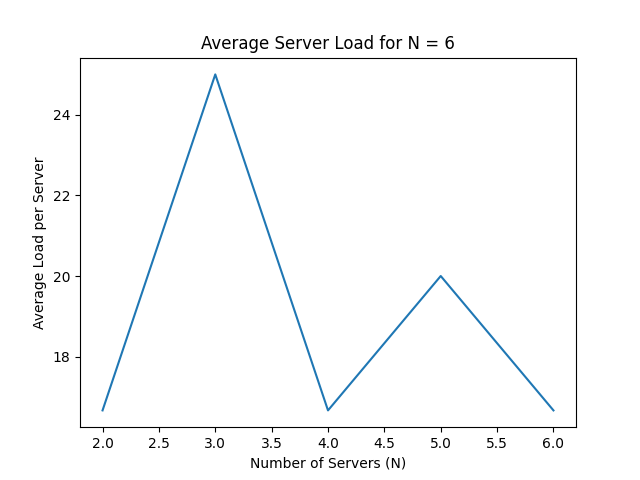 Average Server Load for N = 6
Average Load per Server
24
22
20
18
2.0 2.5 3.0 3.5 4.0 4.5 5.0 5.5 6.0
Number of Servers (N)